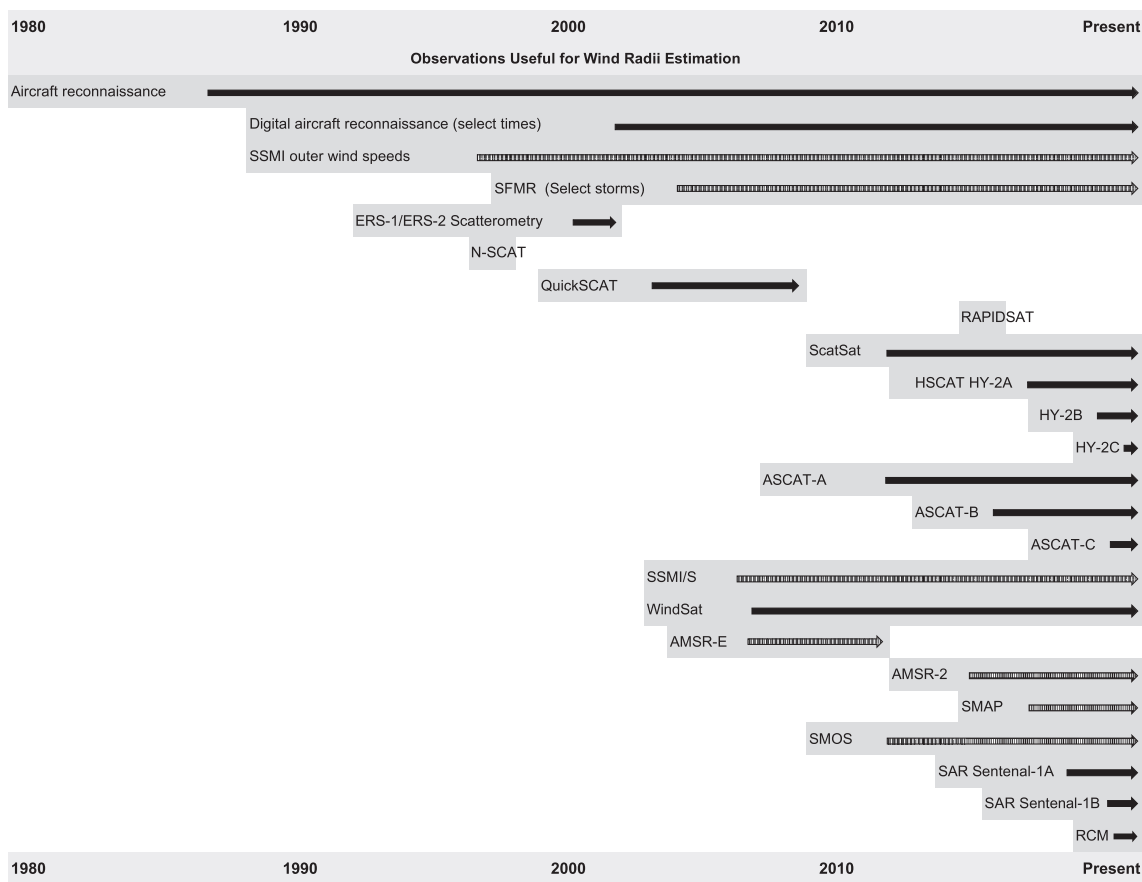 1980 1990 2000 2010 Present
Observations Useful for Wind Radii Estimation
Aircraft reconnaissance
Digital aircraft reconnaissance (select times)
SSMI outer wind speeds
SFMR (Select storms)
ERS-1/ERS-2 Scatterometry
N-SCAT
QuickSCAT
RAPIDSAT
ScatSat
HSCAT HY-2A
HY-2B
HY-2C
ASCAT-A
ASCAT-B
ASCAT-C
SSMI/S
WindSat
AMSR-E
AMSR-2
SMAP
SMOS
SAR Sentenal-1A
SAR Sentenal-1B
RCM
1980 1990 2000 2010 Present